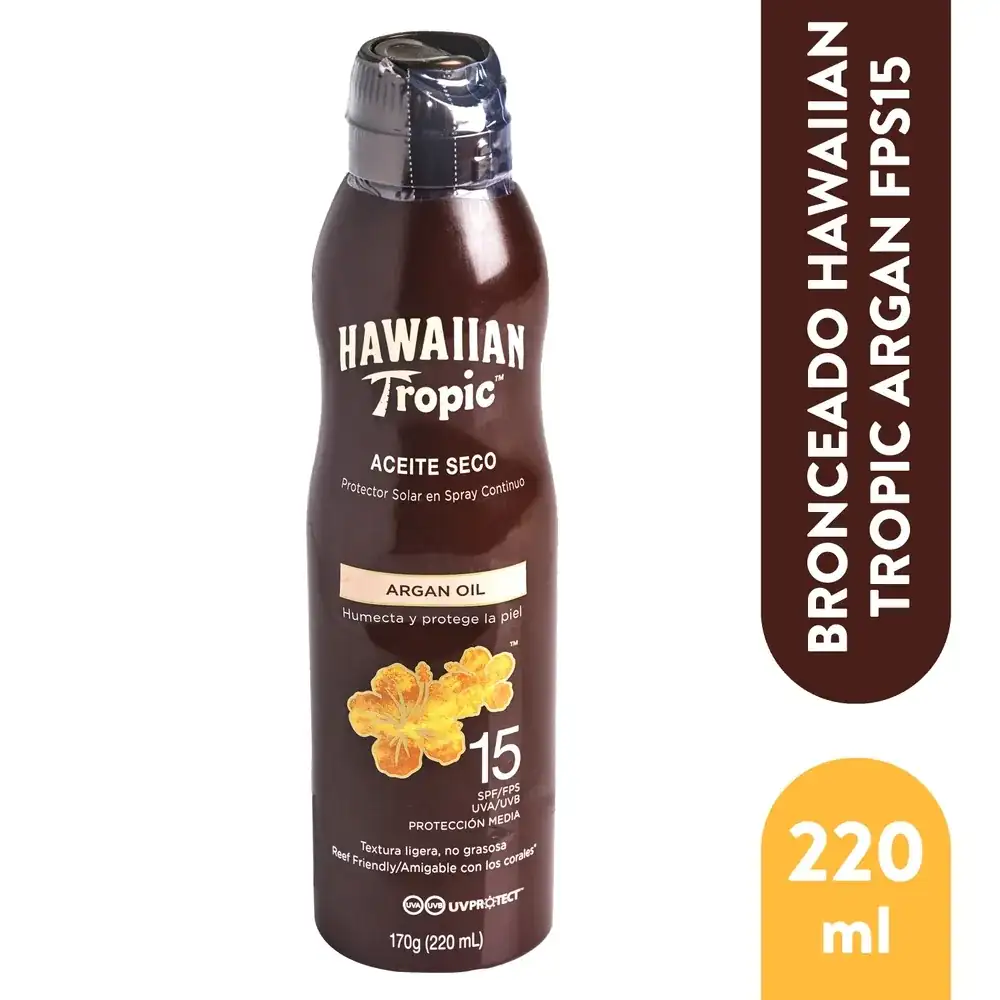 HAWAIIAN
Tropic™
ACEITE SECO
Protector Solar en Spray Continuo
ARGAN OIL
Humecta y protege la piel
™
15
SPF/FPS
UVA/UVB
PROTECCIÓN MEDIA
Textura ligera, no grasosa
Reef Friendly/Amigable con los corales*
UVA UVB UVPROTECT™
170g (220 mL)
BRONCEADO HAWAIIAN
TROPIC ARGAN FPS15
220
ml